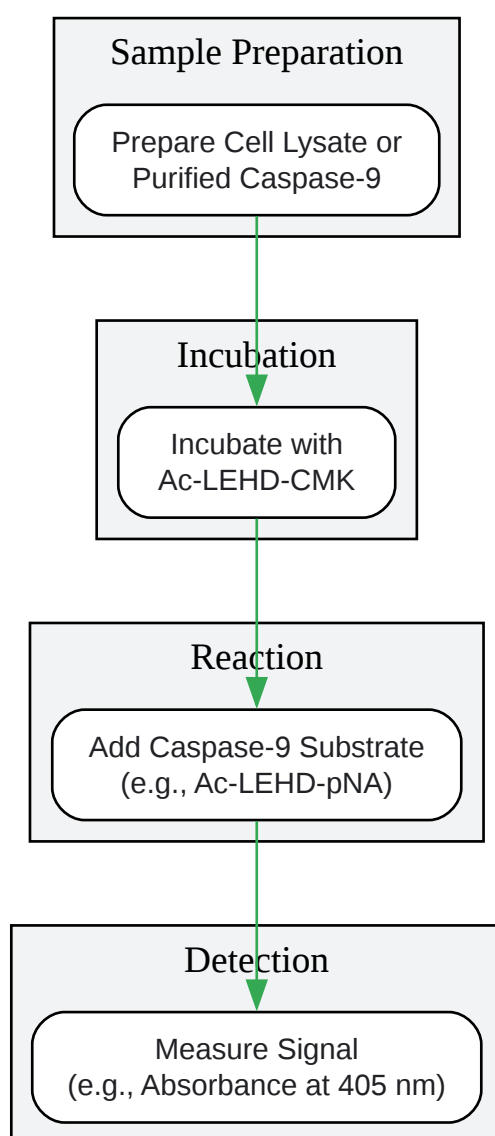 Sample Preparation
Prepare Cell Lysate or
Purified Caspase-9
Incubation
Incubate with
Ac-LEHD-CMK
Reaction
Add Caspase-9 Substrate
(e.g., Ac-LEHD-pNA)
Detection
Measure Signal
(e.g., Absorbance at 405 nm)